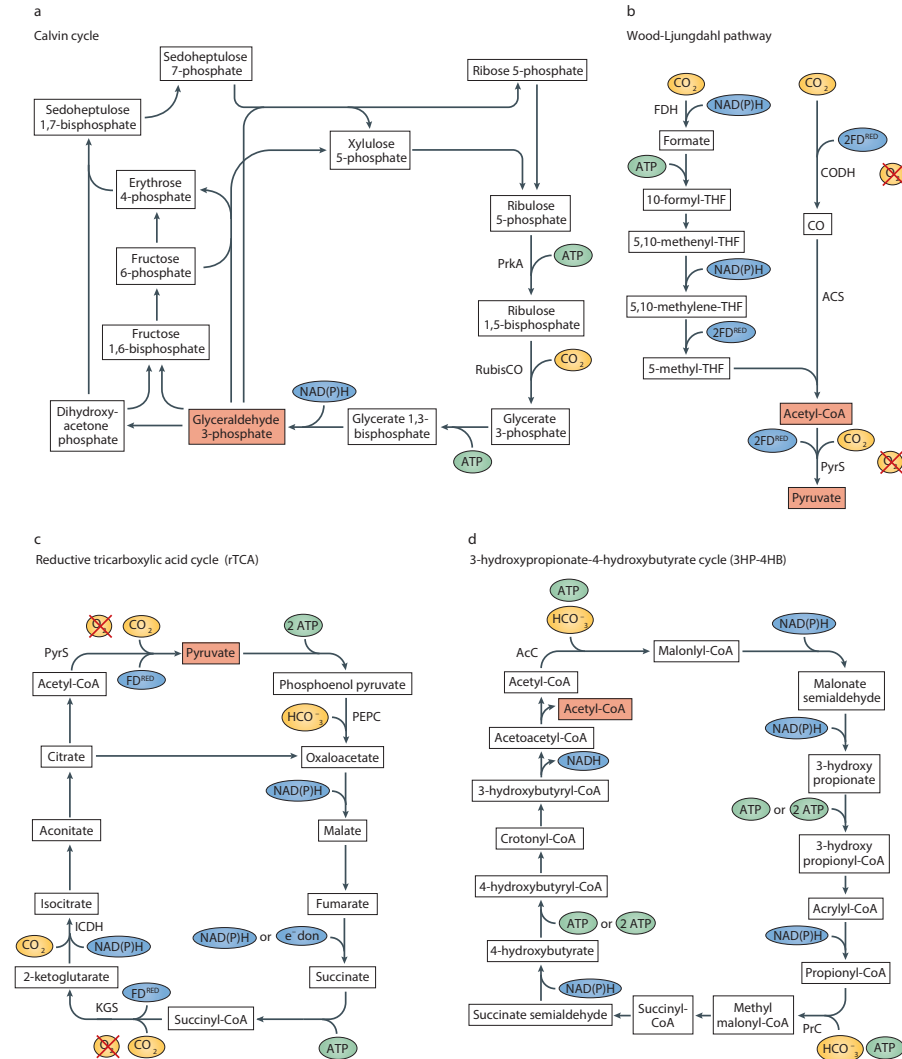 a
Calvin cycle
Sedoheptulose
7-phosphate
Ribose 5-phosphate
Sedoheptulose
1,7-bisphosphate
Xylulose
5-phosphate
Erythrose
4-phosphate
Ribulose
5-phosphate
Fructose
6-phosphate
PrkA
ATP
Ribulose
1,5-bisphosphate
Fructose
1,6-bisphosphate
RubisCO
CO2
NAD(P)H
Dihydroxy-
acetone
phosphate
Glyceraldehyde
3-phosphate
Glycerate 1,3-
bisphosphate
Glycerate
3-phosphate
ATP
b
Wood-Ljungdahl pathway
CO2
CO2
FDH
NAD(P)H
Formate
2FDRED
ATP
CODH
O2
10-formyl-THF
CO
5,10-methenyl-THF
NAD(P)H
ACS
5,10-methylene-THF
2FDRED
5-methyl-THF
Acetyl-CoA
2FDRED
CO2
PyrS
O2
Pyruvate
c
Reductive tricarboxylic acid cycle (rTCA)
O2
CO2
2 ATP
PyrS
Pyruvate
FDRED
Acetyl-CoA
Phosphoenol pyruvate
HCO3−
PEPC
Citrate
Oxaloacetate
NAD(P)H
Aconitate
Malate
Isocitrate
Fumarate
ICDH
CO2
NAD(P)H
NAD(P)H or e−don
2-ketoglutarate
Succinate
FDRED
KGS
Succinyl-CoA
O2
CO2
ATP
d
3-hydroxypropionate-4-hydroxybutyrate cycle (3HP-4HB)
ATP
HCO3−
NAD(P)H
AcC
Malonlyl-CoA
Acetyl-CoA
Malonate
semialdehyde
Acetyl-CoA
Acetoacetyl-CoA
NAD(P)H
NADH
3-hydroxy
propionate
3-hydroxybutyryl-CoA
ATP or 2 ATP
Crotonyl-CoA
3-hydroxy
propionyl-CoA
4-hydroxybutyryl-CoA
Acrylyl-CoA
ATP or 2 ATP
NAD(P)H
4-hydroxybutyrate
Propionyl-CoA
NAD(P)H
Succinate semialdehyde
Succinyl-
CoA
Methyl
malonyl-CoA
PrC
HCO3−
ATP